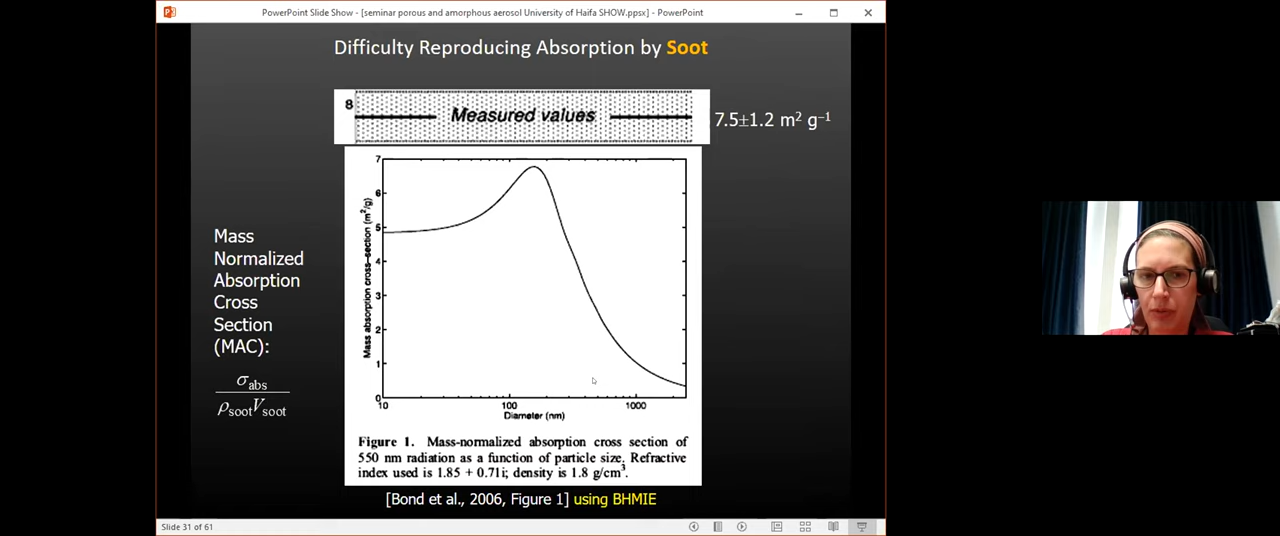 PowerPoint Slide Show - [seminar porous and amorphous aerosol University of Haifa SHOW.ppsx] - PowerPoint
Difficulty Reproducing Absorption by Soot
8
Measured values
7.5±1.2 m² g⁻¹
Mass
Normalized
Absorption
Cross
Section
(MAC):
σabs
ρsootVsoot
Mass absorption cross-section (m²/g)
7
6
5
4
3
2
1
0
10
100
1000
Diameter (nm)
Figure 1. Mass-normalized absorption cross section of
550 nm radiation as a function of particle size. Refractive
index used is 1.85 + 0.71i; density is 1.8 g/cm³.
[Bond et al., 2006, Figure 1] using BHMIE
Slide 31 of 61